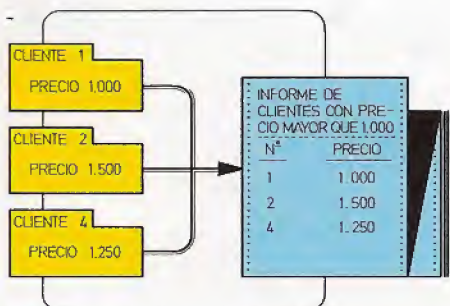 CLIENTE 1
PRECIO 1.000
CLIENTE 2
PRECIO 1.500
CLIENTE 4
PRECIO 1.250
INFORME DE
CLIENTES CON PRE-
CIO MAYOR QUE 1.000
Nº PRECIO
1 1.000
2 1.500
4 1.250